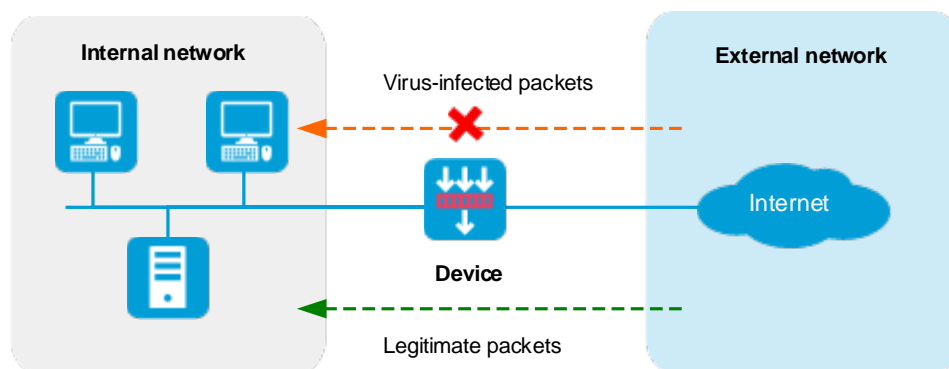 Internal network
External network
Virus-infected packets
Internet
Device
Legitimate packets